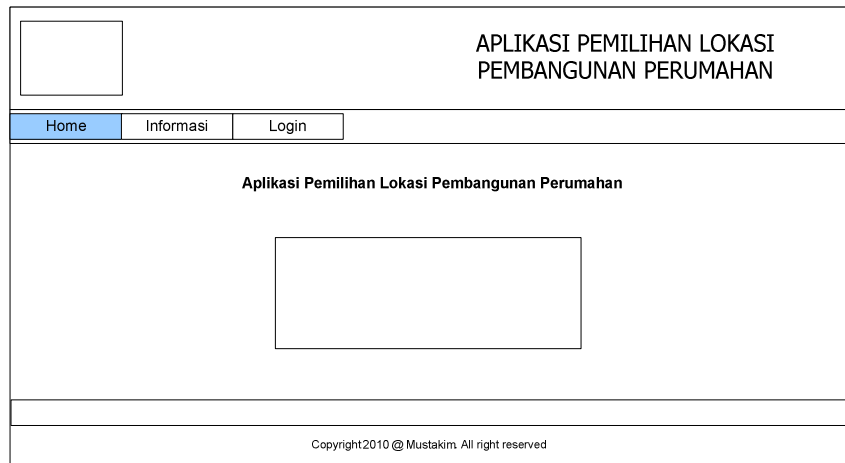 APLIKASI PEMILIHAN LOKASI
PEMBANGUNAN PERUMAHAN
Home Informasi Login
Aplikasi Pemilihan Lokasi Pembangunan Perumahan
Copyright 2010 @ Mustakim. All right reserved